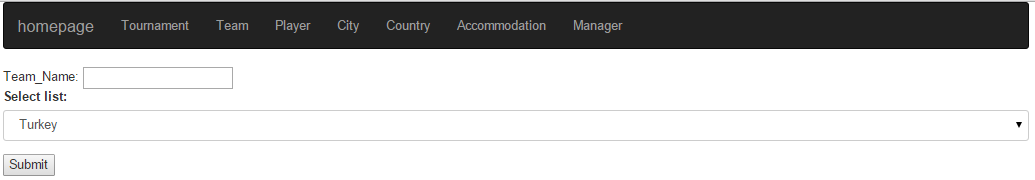 homepage Tournament Team Player City Country Accommodation Manager
Team_Name:
Select list:
Turkey
Submit